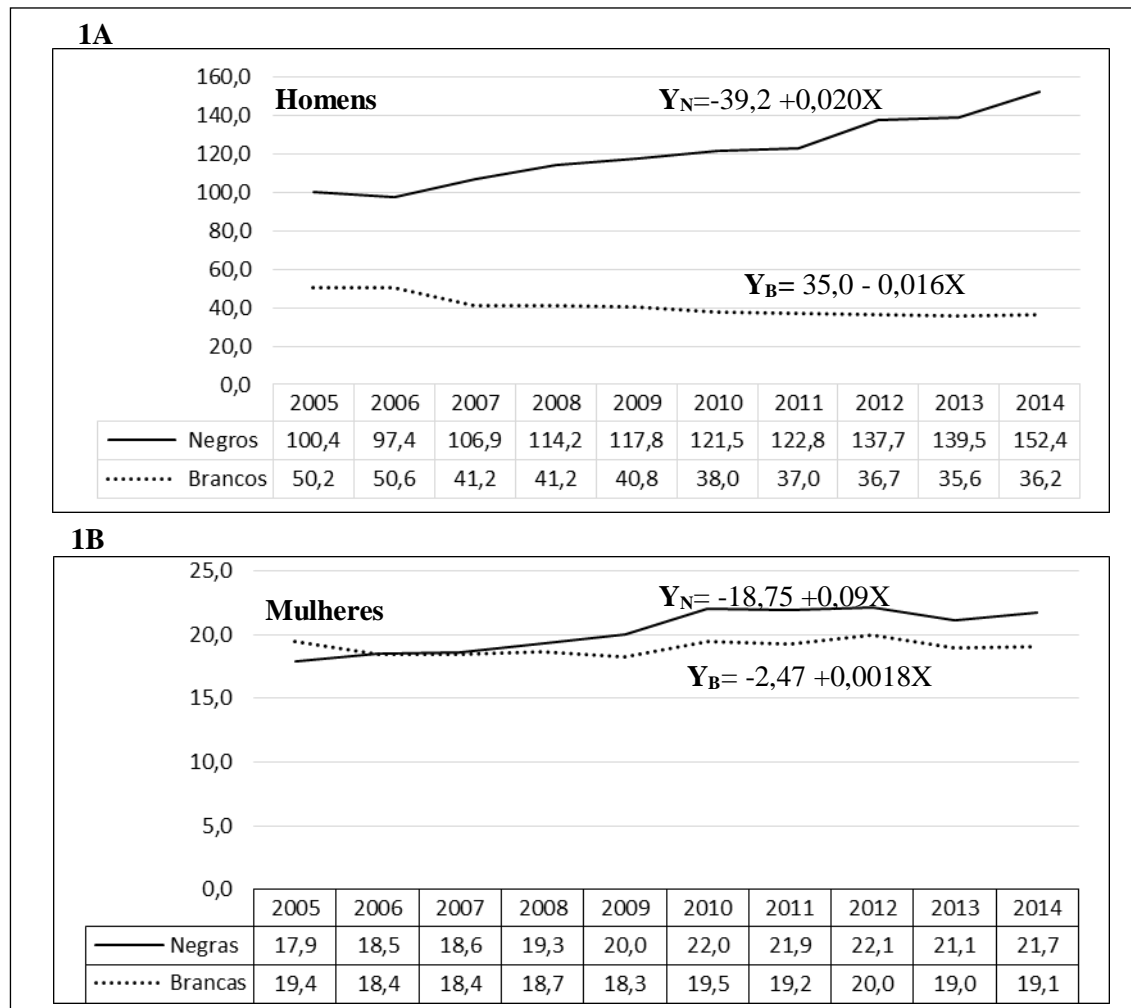 1A
160,0
Homens
Y_N=-39,2 +0,020X
140,0
120,0
100,0
80,0
60,0
Y_B= 35,0 - 0,016X
40,0
20,0
0,0
2005 2006 2007 2008 2009 2010 2011 2012 2013 2014
Negros 100,4 97,4 106,9 114,2 117,8 121,5 122,8 137,7 139,5 152,4
Brancos 50,2 50,6 41,2 41,2 40,8 38,0 37,0 36,7 35,6 36,2
1B
25,0
Y_N= -18,75 +0,09X
Mulheres
20,0
Y_B= -2,47 +0,0018X
15,0
10,0
5,0
0,0
2005 2006 2007 2008 2009 2010 2011 2012 2013 2014
Negras 17,9 18,5 18,6 19,3 20,0 22,0 21,9 22,1 21,1 21,7
Brancas 19,4 18,4 18,4 18,7 18,3 19,5 19,2 20,0 19,0 19,1